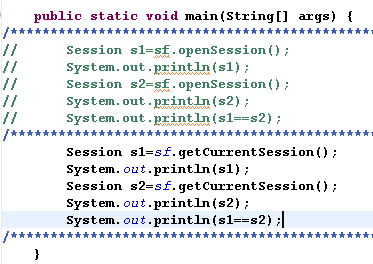 public static void main(String[] args) {
/****************************************************
// Session s1=sf.openSession();
// System.out.println(s1);
// Session s2=sf.openSession();
// System.out.println(s2);
// System.out.println(s1==s2);
/****************************************************
Session s1=sf.getCurrentSession();
System.out.println(s1);
Session s2=sf.getCurrentSession();
System.out.println(s2);
System.out.println(s1==s2);
/****************************************************
}